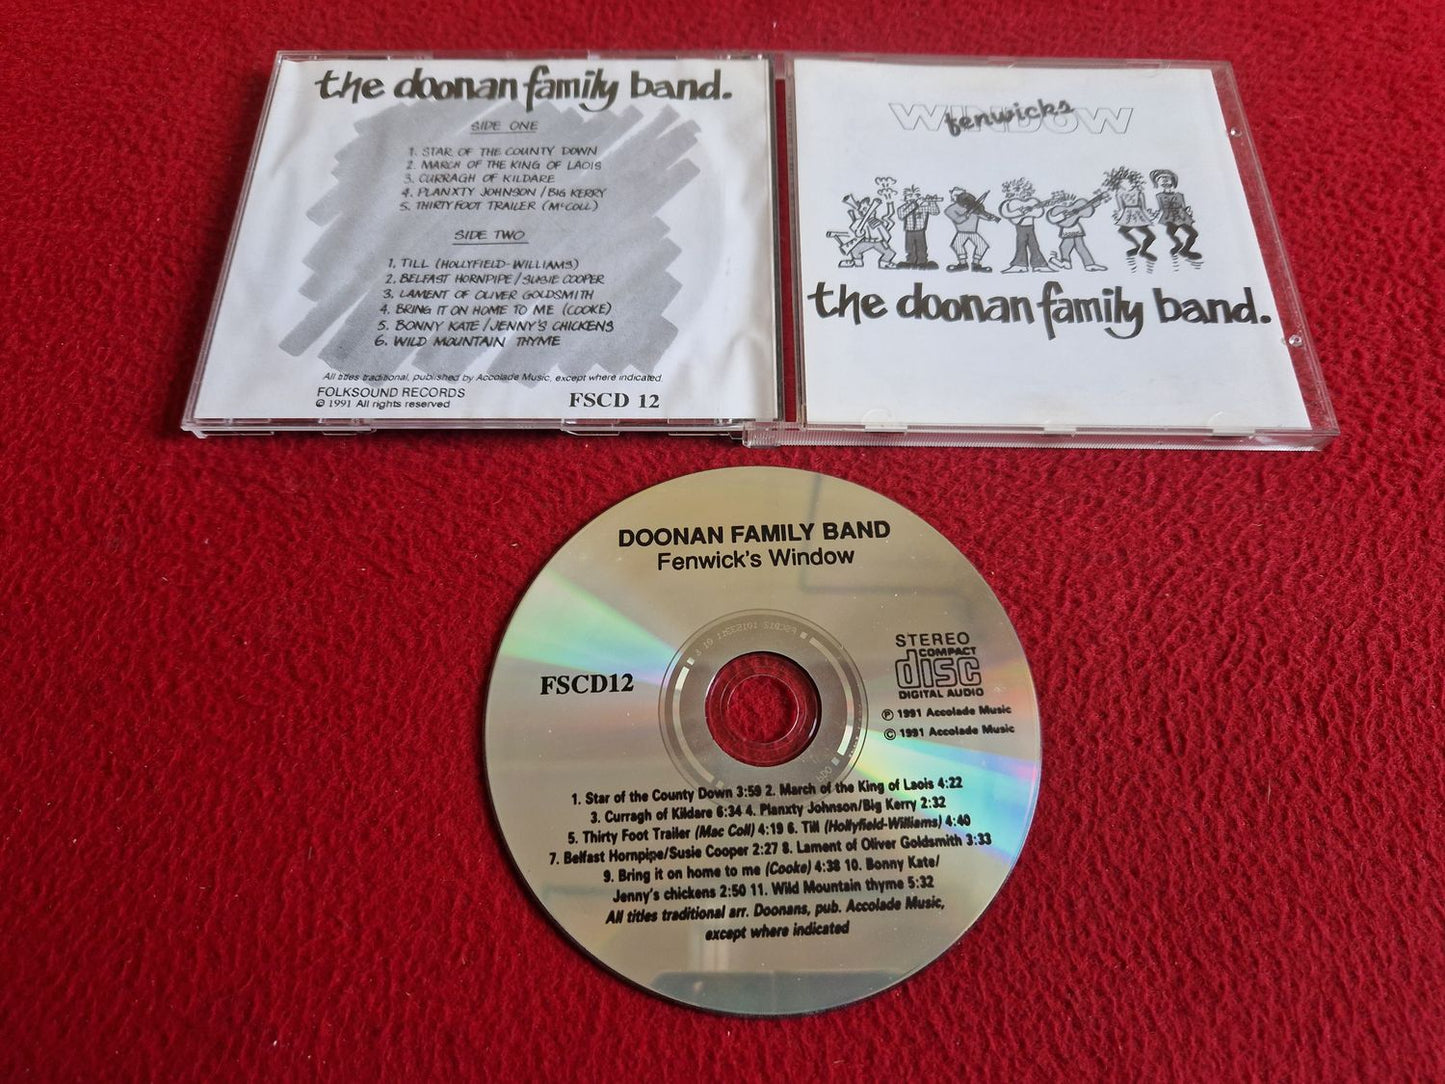 the doonan family band.
SIDE ONE
1. STAR OF THE COUNTY DOWN
2. MARCH OF THE KING OF LAOIS
3. CURRAGH OF KILDARE
4. PLANXTY JOHNSON/BIG KERRY
5. THIRTY FOOT TRAILER (McCOLL)
SIDE TWO
1. TILL (HOLLYFIELD-WILLIAMS)
2. BELFAST HORNPIPE/SUSIE COOPER
3. LAMENT OF OLIVER GOLDSMITH
4. BRING IT ON HOME TO ME (COOKE)
5. BONNY KATE/JENNY'S CHICKENS
6. WILD MOUNTAIN THYME
All titles traditional, published by Accolade Music, except where indicated.
FOLKSOUND RECORDS
© 1991 All rights reserved
FSCD 12
fenwicks
WINDOW
the doonan family band.
DOONAN FAMILY BAND
Fenwick's Window
FSCD12
STEREO
COMPACT
disc
DIGITAL AUDIO
℗ 1991 Accolade Music
© 1991 Accolade Music
1. Star of the County Down 3:59 2. March of the King of Laois 4:22
3. Curragh of Kildare 6:34 4. Planxty Johnson/Big Kerry 2:32
5. Thirty Foot Trailer (Mac Coll) 4:19 6. Till (Hollyfield-Williams) 4:40
7. Belfast Hornpipe/Susie Cooper 2:27 8. Lament of Oliver Goldsmith 3:33
9. Bring it on home to me (Cooke) 4:38 10. Bonny Kate/
Jenny's chickens 2:50 11. Wild Mountain thyme 5:32
All titles traditional arr. Doonans, pub. Accolade Music,
except where indicated